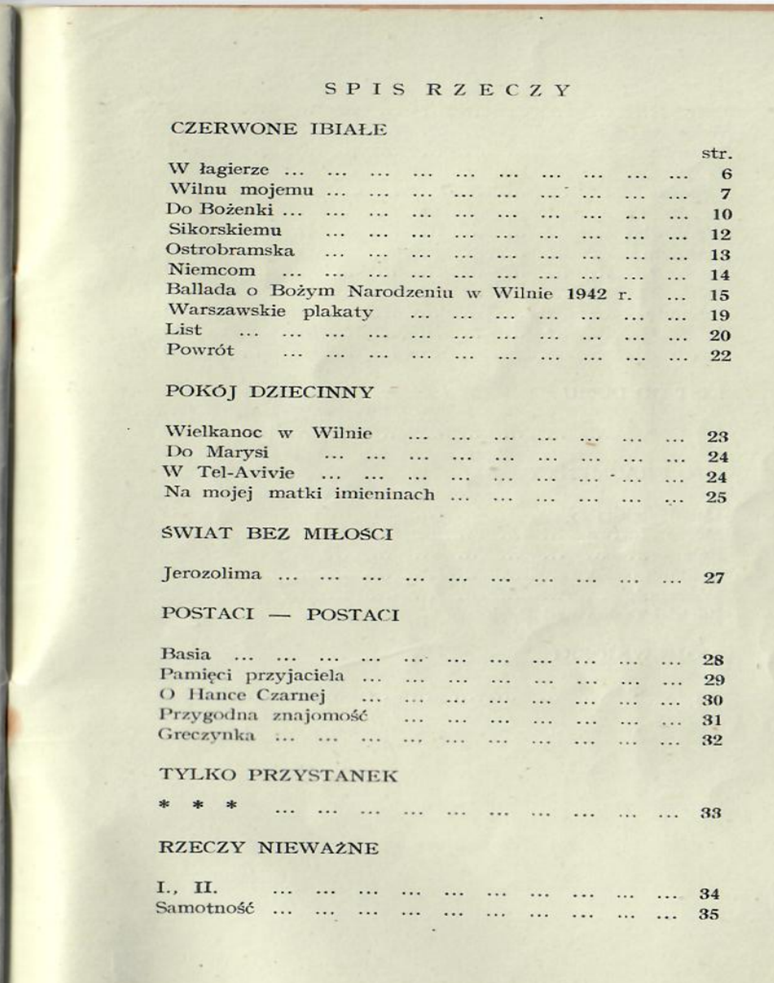 SPIS RZECZY
CZERWONE IBIAŁE
str.
W łagierze ... ... ... ... ... ... ... ... ... ... 6
Wilnu mojemu ... ... ... ... ... ... ... ... ... 7
Do Bożenki ... ... ... ... ... ... ... ... ... ... 10
Sikorskiemu ... ... ... ... ... ... ... ... ... 12
Ostrobramska ... ... ... ... ... ... ... ... ... 13
Niemcom ... ... ... ... ... ... ... ... ... ... 14
Ballada o Bożym Narodzeniu w Wilnie 1942 r. ... 15
Warszawskie plakaty ... ... ... ... ... ... ... 19
List ... ... ... ... ... ... ... ... ... ... ... 20
Powrót ... ... ... ... ... ... ... ... ... ... 22
POKÓJ DZIECINNY
Wielkanoc w Wilnie ... ... ... ... ... ... ... 23
Do Marysi ... ... ... ... ... ... ... ... ... 24
W Tel-Avivie ... ... ... ... ... ... ... ... ... 24
Na mojej matki imieninach ... ... ... ... ... ... 25
ŚWIAT BEZ MIŁOŚCI
Jerozolima ... ... ... ... ... ... ... ... ... ... 27
POSTACI — POSTACI
Basia ... ... ... ... ... ... ... ... ... ... ... 28
Pamięci przyjaciela ... ... ... ... ... ... ... ... 29
O Hance Czarnej ... ... ... ... ... ... ... ... 30
Przygodna znajomość ... ... ... ... ... ... ... 31
Greczynka ... ... ... ... ... ... ... ... ... ... 32
TYLKO PRZYSTANEK
* * * ... ... ... ... ... ... ... ... ... ... 33
RZECZY NIEWAŻNE
I., II. ... ... ... ... ... ... ... ... ... ... 34
Samotność ... ... ... ... ... ... ... ... ... ... 35